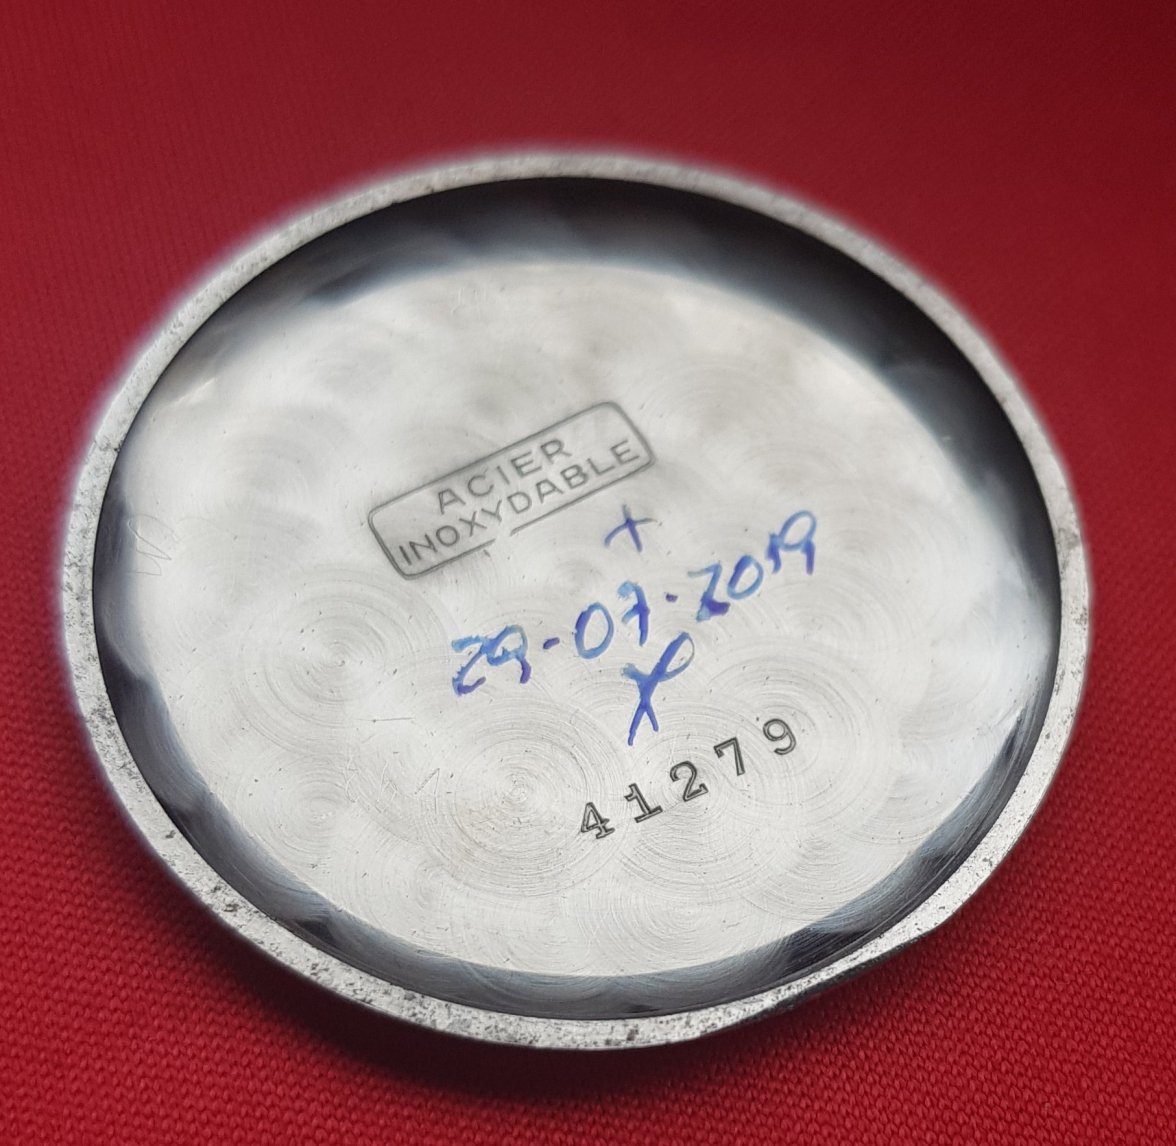 ACIER
INOXYDABLE
+
29-07-2019
41279